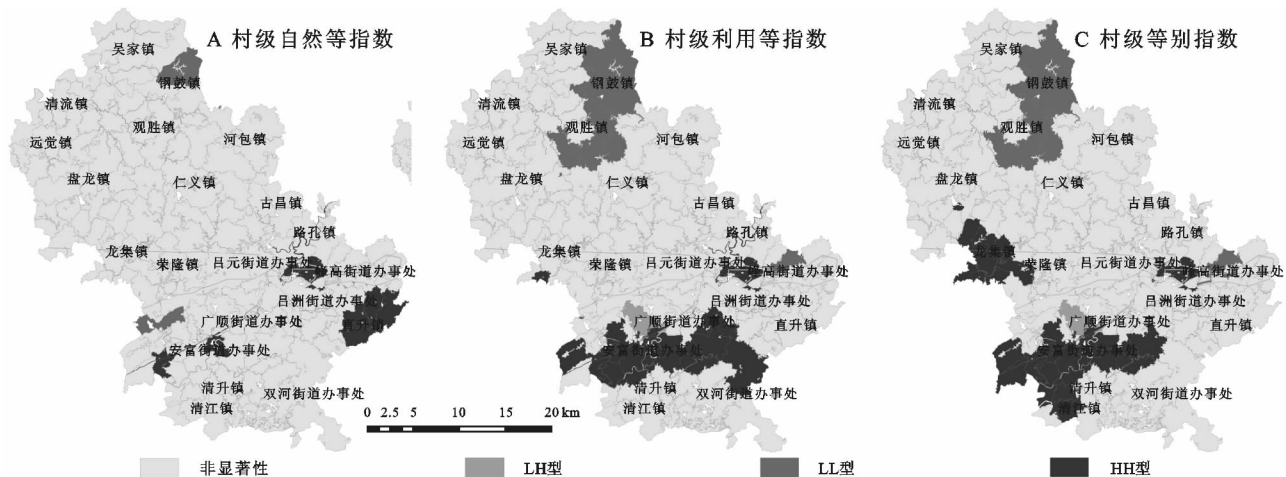 A 村级自然等指数
吴家镇
钢鼓镇
清流镇
观胜镇
远觉镇
河包镇
盘龙镇
仁义镇
古昌镇
路孔镇
龙集镇
荣隆镇
吕元街道办事处
峰高街道办事处
吕洲街道办事处
广顺街道办事处
直升镇
安富街道办事处
清升镇
双河街道办事处
清江镇
B 村级利用等指数
吴家镇
钢鼓镇
清流镇
观胜镇
远觉镇
河包镇
盘龙镇
仁义镇
古昌镇
路孔镇
龙集镇
荣隆镇
吕元街道办事处
峰高街道办事处
吕洲街道办事处
广顺街道办事处
直升镇
安富街道办事处
清升镇
双河街道办事处
清江镇
C 村级等别指数
吴家镇
钢鼓镇
清流镇
观胜镇
远觉镇
河包镇
盘龙镇
仁义镇
古昌镇
路孔镇
龙集镇
荣隆镇
吕元街道办事处
峰高街道办事处
吕洲街道办事处
广顺街道办事处
直升镇
安富街道办事处
清升镇
双河街道办事处
清江镇
0 2.5 5 10 15 20 km
非显著性
LH型
LL型
HH型